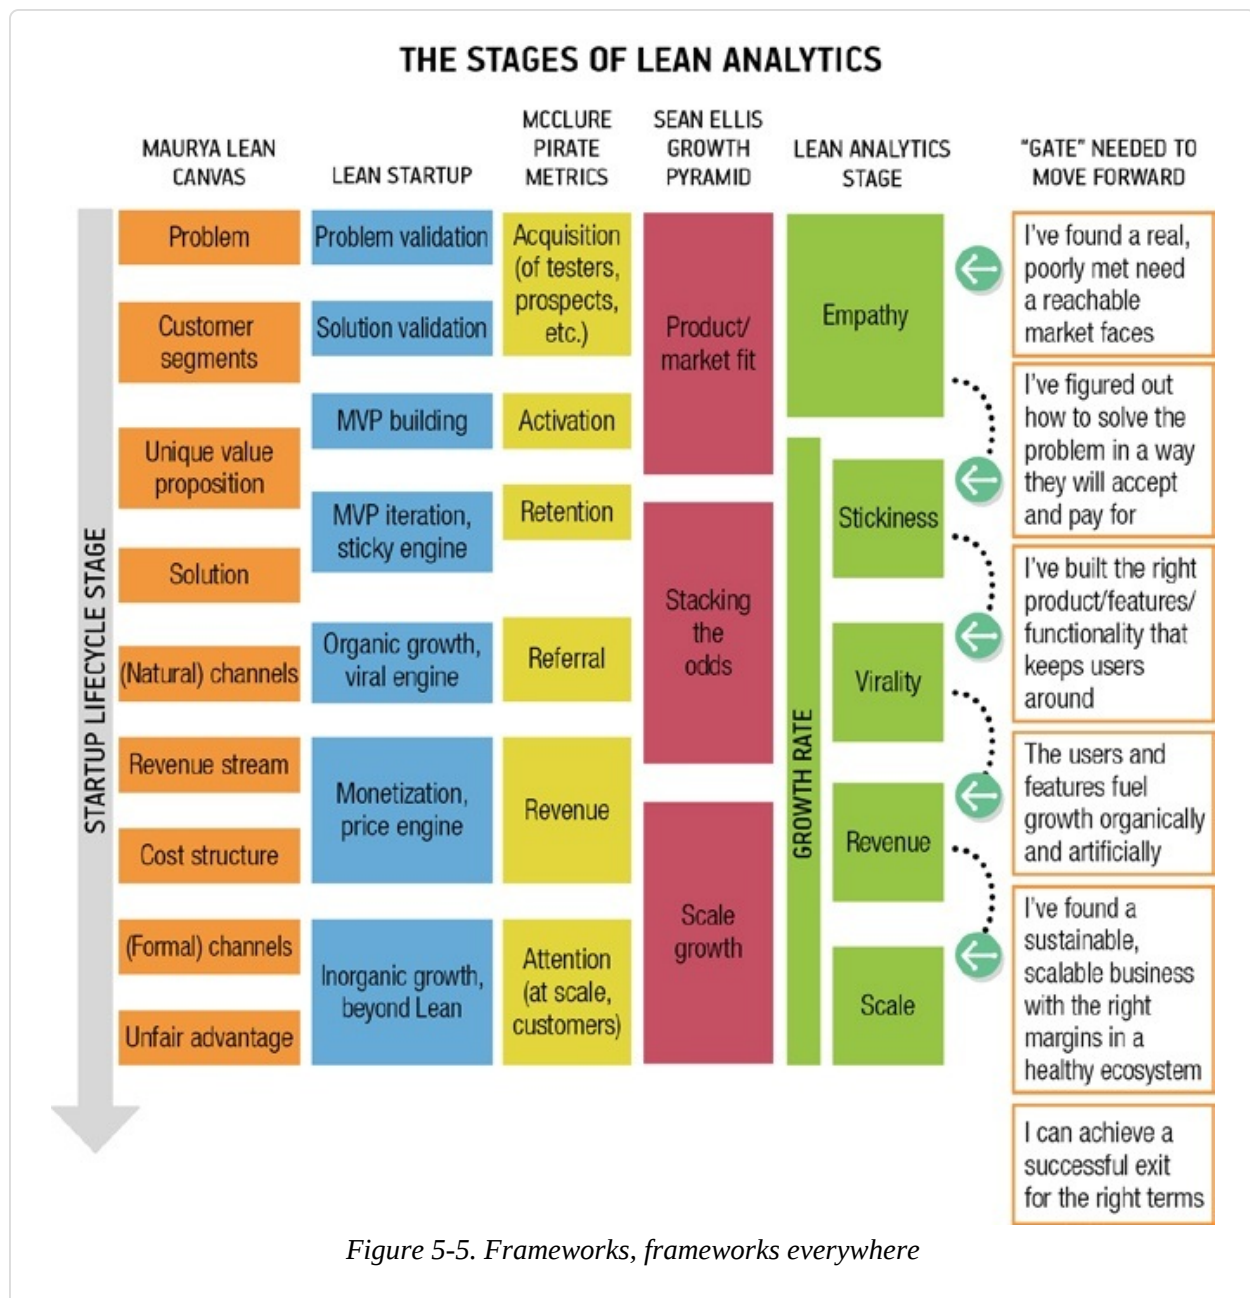 THE STAGES OF LEAN ANALYTICS
MAURYA LEAN
CANVAS
LEAN STARTUP
MCCLURE
PIRATE
METRICS
SEAN ELLIS
GROWTH
PYRAMID
LEAN ANALYTICS
STAGE
"GATE" NEEDED TO
MOVE FORWARD
STARTUP LIFECYCLE STAGE
Problem
Customer
segments
Unique value
proposition
Solution
(Natural) channels
Revenue stream
Cost structure
(Formal) channels
Unfair advantage
Problem validation
Solution validation
MVP building
MVP iteration,
sticky engine
Organic growth,
viral engine
Monetization,
price engine
Inorganic growth,
beyond Lean
Acquisition
(of testers,
prospects,
etc.)
Activation
Retention
Referral
Revenue
Attention
(at scale,
customers)
Product/
market fit
Stacking
the
odds
Scale
growth
Empathy
GROWTH RATE
Stickiness
Virality
Revenue
Scale
I've found a real,
poorly met need
a reachable
market faces
I've figured out
how to solve the
problem in a way
they will accept
and pay for
I've built the right
product/features/
functionality that
keeps users
around
The users and
features fuel
growth organically
and artificially
I've found a
sustainable,
scalable business
with the right
margins in a
healthy ecosystem
I can achieve a
successful exit
for the right terms
Figure 5-5. Frameworks, frameworks everywhere